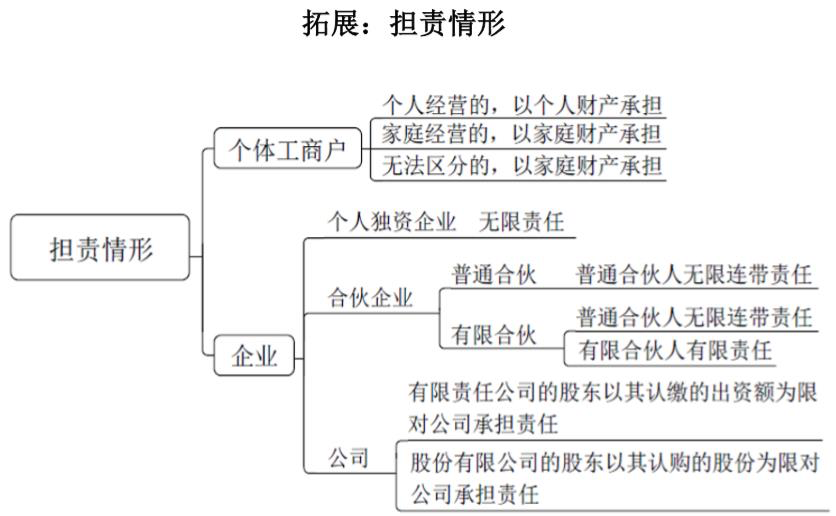 拓展：担责情形
担责情形
个体工商户
个人经营的，以个人财产承担
家庭经营的，以家庭财产承担
无法区分的，以家庭财产承担
企业
个人独资企业 无限责任
合伙企业
普通合伙 普通合伙人无限连带责任
有限合伙
普通合伙人无限连带责任
有限合伙人有限责任
公司
有限责任公司的股东以其认缴的出资额为限
对公司承担责任
股份有限公司的股东以其认购的股份为限对
公司承担责任